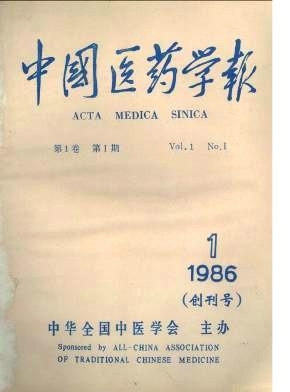 中國医药学报
ACTA MEDICA SINICA
第1卷 第1期 Vol.1 No.1
1
1986
(创刊号)
中华全国中医学会 主办
Sponsored by ALL-CHINA ASSOCIATION
OF TRADITIONAL CHINESE MEDICINE